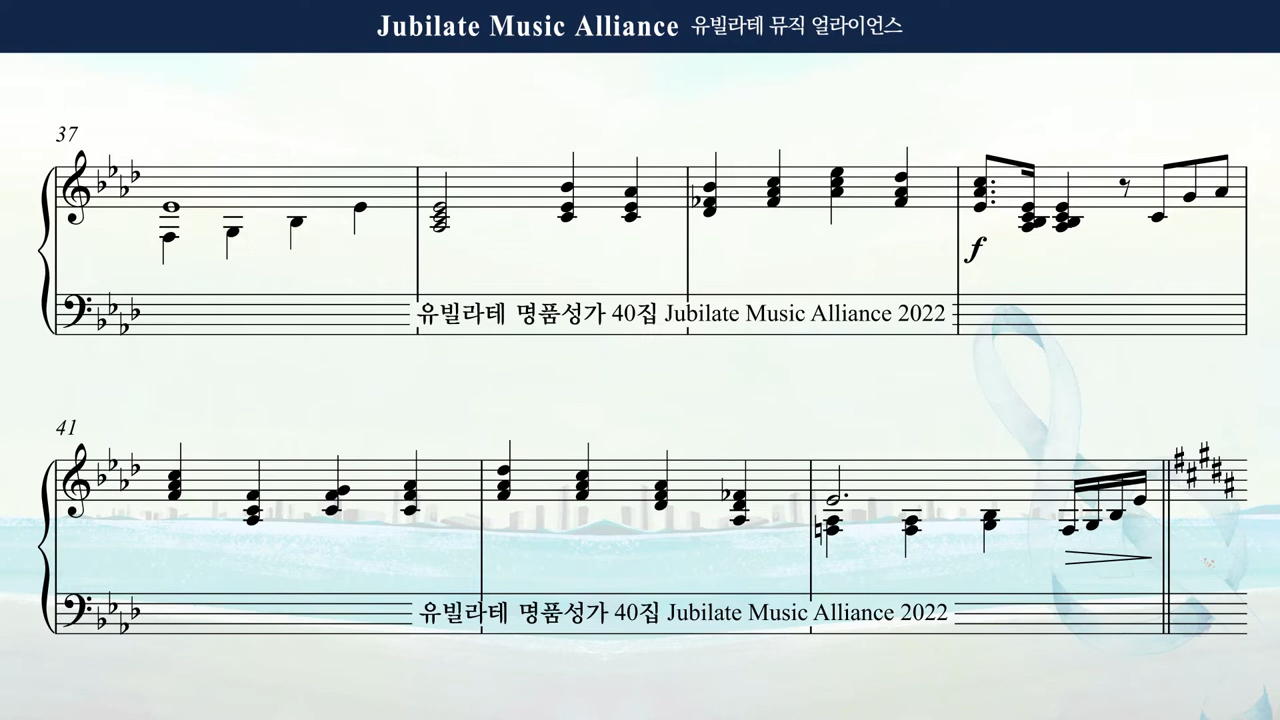 Jubilate Music Alliance 유빌라테 뮤직 얼라이언스
37
f
유빌라테 명품성가 40집 Jubilate Music Alliance 2022
41
유빌라테 명품성가 40집 Jubilate Music Alliance 2022